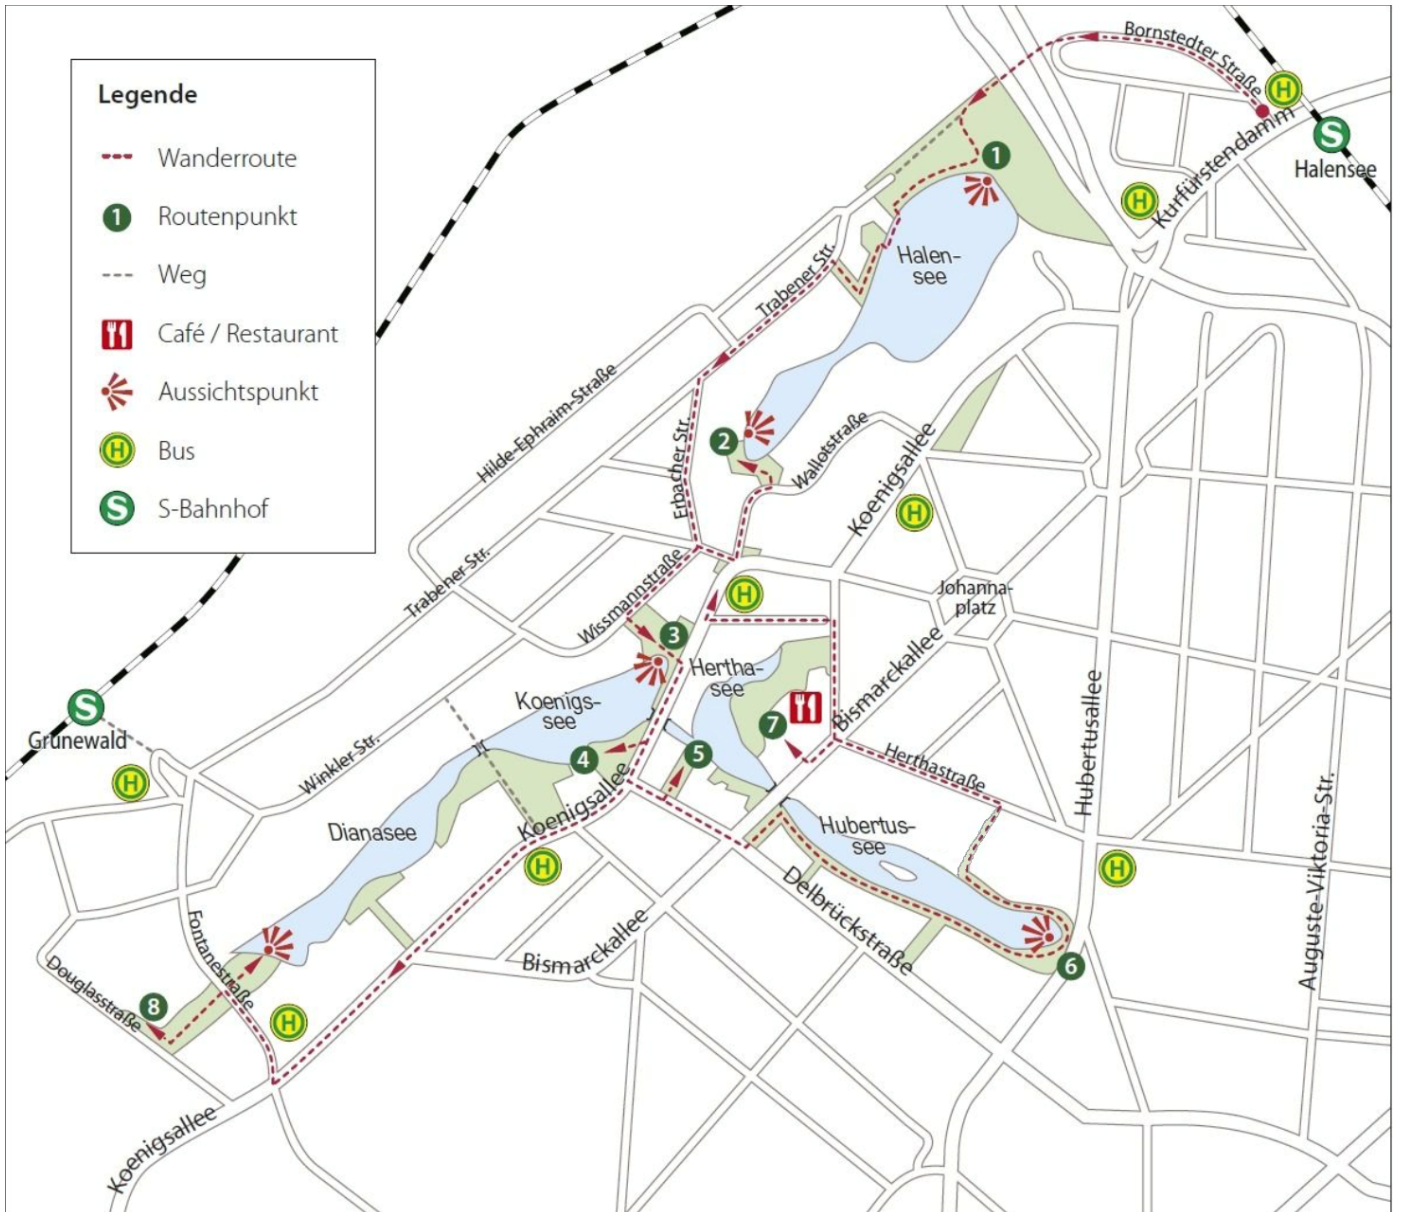 Legende
Wanderroute
1
Routenpunkt
Weg
Café / Restaurant
Aussichtspunkt
H
Bus
S
S-Bahnhof
Bornstedter Straße
H
S
Halensee
Kurfürstendamm
H
1
Halen-
see
Trabener Str.
Hilde-Ephraim-Straße
Erbacher Str.
2
Wallotstraße
Koenigsallee
H
Trabener Str.
Wissmannstraße
H
Johanna-
platz
3
Hertha-
see
Koenigs-
see
Bismarckallee
7
S
Grunewald
H
Winkler Str.
4
5
Herthastraße
Hubertusallee
Koenigsallee
Dianasee
Hubertus-
see
H
H
Auguste-Viktoria-Str.
Delbrückstraße
Bismarckallee
6
Fontanestraße
Douglasstraße
8
H
Koenigsallee